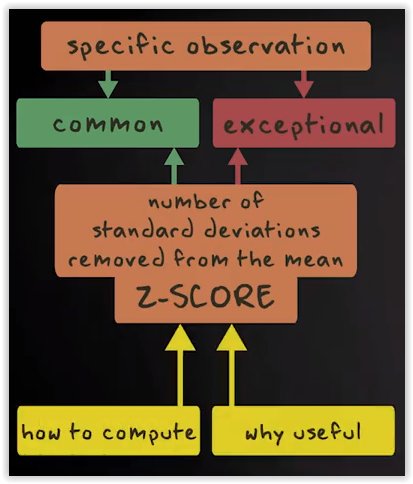 specific observation
common
exceptional
number of
standard deviations
removed from the mean
Z-SCORE
how to compute
why useful